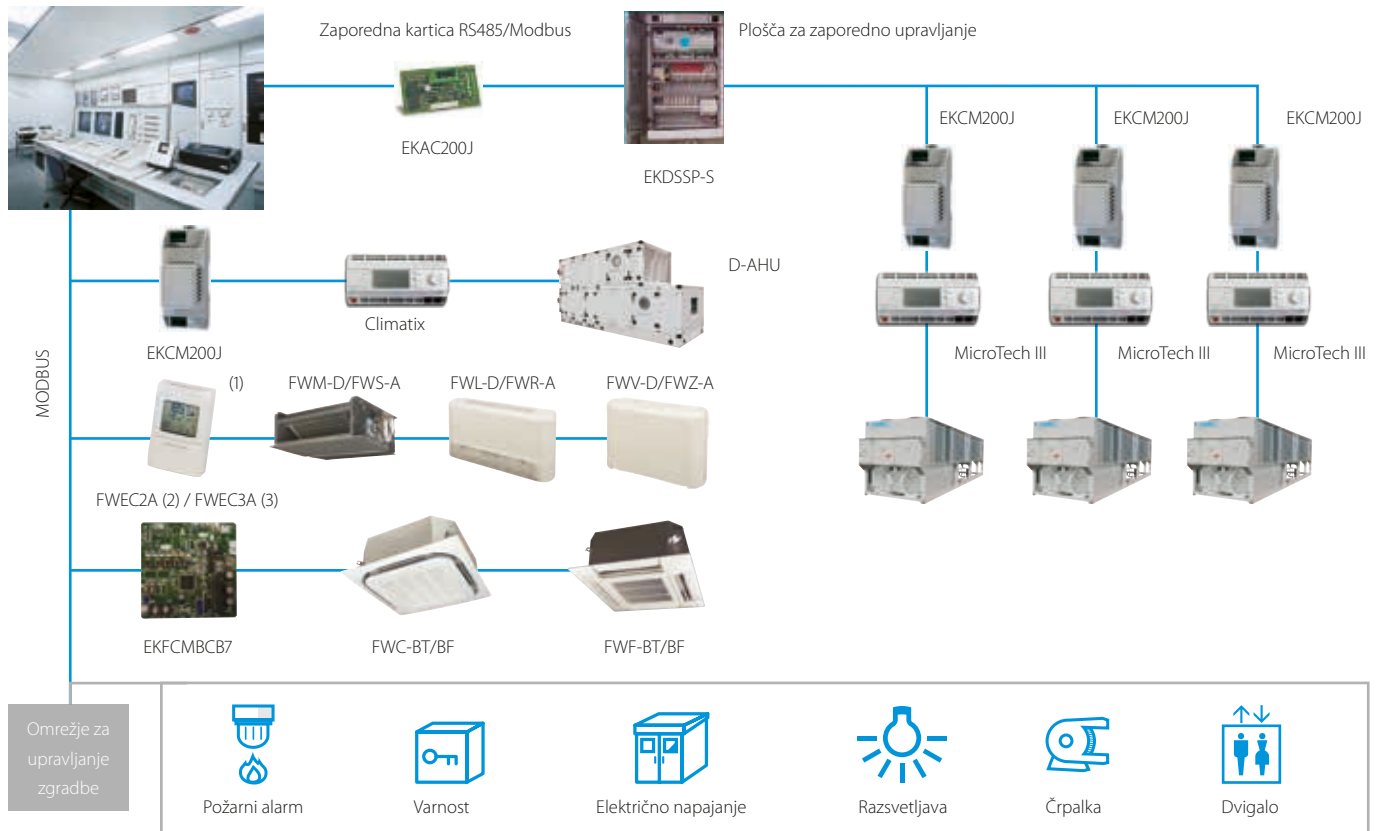 Zaporedna kartica RS485/Modbus
Plošča za zaporedno upravljanje
EKAC200J
EKDSSP-S
EKCM200J
EKCM200J
EKCM200J
D-AHU
Climatix
EKCM200J
MicroTech III
MicroTech III
MicroTech III
MODBUS
(1)
FWM-D/FWS-A
FWL-D/FWR-A
FWV-D/FWZ-A
FWEC2A (2) / FWEC3A (3)
EKFCMBCB7
FWC-BT/BF
FWF-BT/BF
Omrežje za
upravljanje
zgradbe
Požarni alarm
Varnost
Električno napajanje
Razsvetljava
Črpalka
Dvigalo